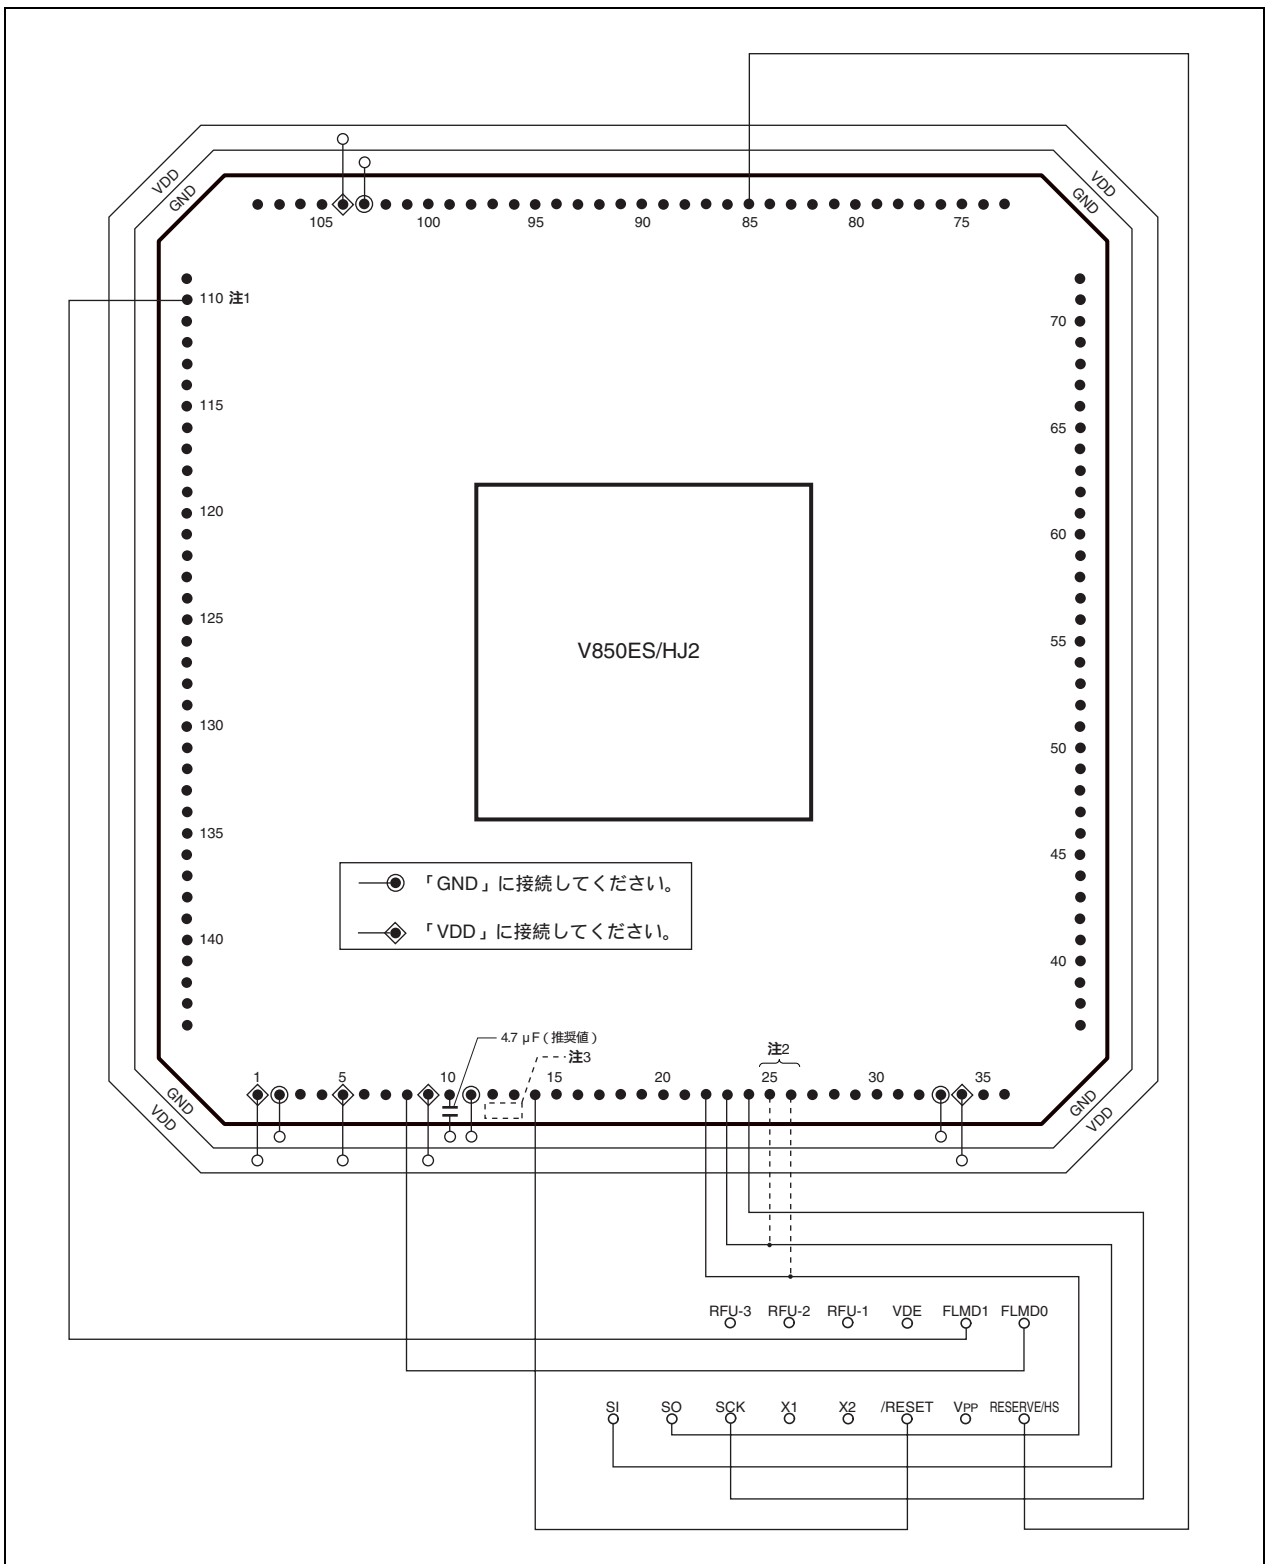 VDD
GND
VDD
GND
105
100
95
90
85
80
75
110 注1
70
115
65
120
60
125
55
V850ES/HJ2
130
50
135
45
「GND」に接続してください。
「VDD」に接続してください。
140
40
4.7 μF(推奨値)
注3
注2
1
5
10
15
20
25
30
35
GND
VDD
GND
VDD
RFU-3
RFU-2
RFU-1
VDE
FLMD1
FLMD0
SI
SO
SCK
X1
X2
/RESET
VPP
RESERVE/HS